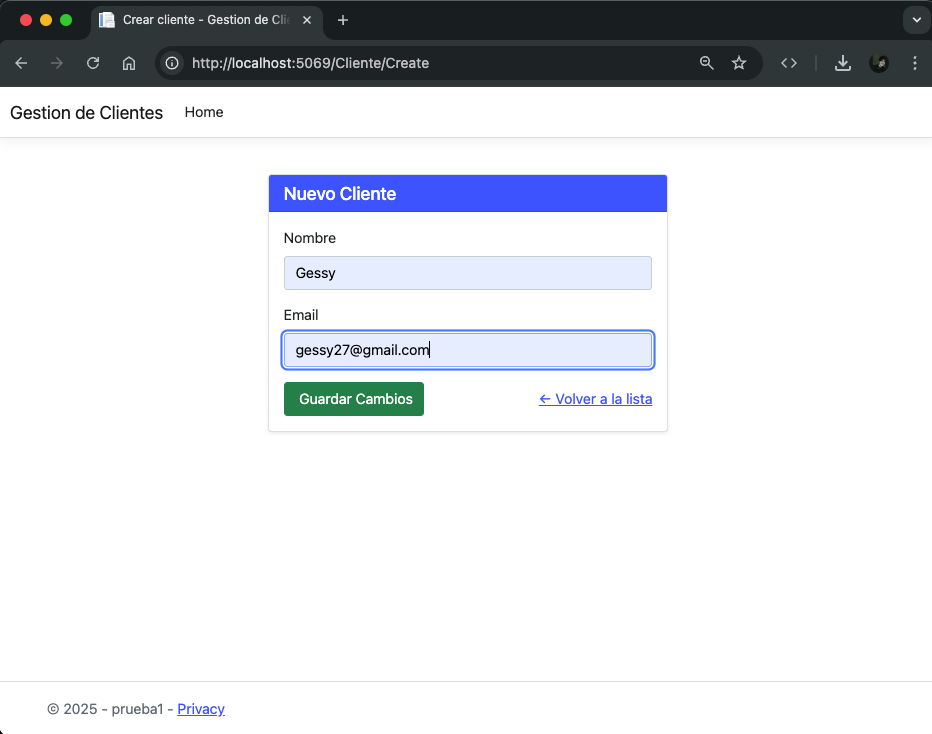 Crear cliente - Gestion de Clie
http://localhost:5069/Cliente/Create
Gestion de Clientes Home
Nuevo Cliente
Nombre
Gessy
Email
gessy27@gmail.com
Guardar Cambios ← Volver a la lista
© 2025 - prueba1 - Privacy